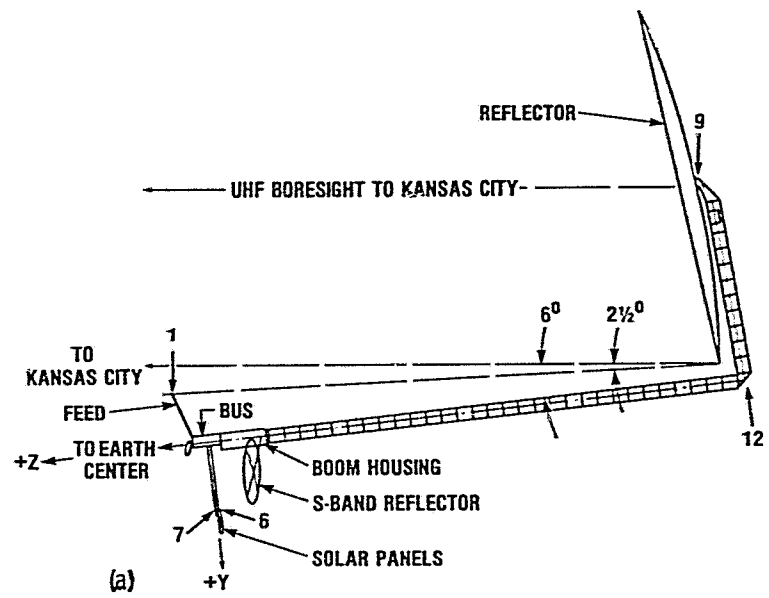 REFLECTOR
9
UHF BORESIGHT TO KANSAS CITY
6⁰
2½⁰
1
TO
KANSAS CITY
FEED
BUS
12
TO EARTH
CENTER
+Z
BOOM HOUSING
S-BAND REFLECTOR
6
7
SOLAR PANELS
+Y
(a)